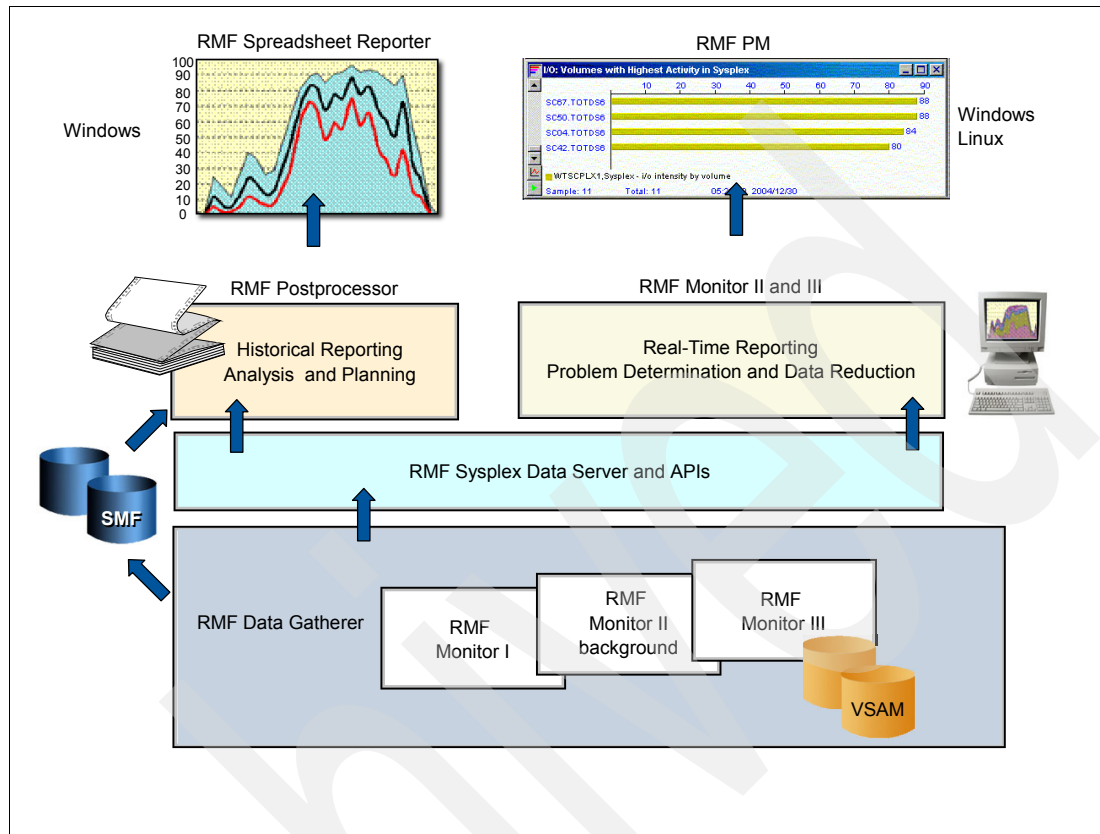 RMF Spreadsheet Reporter
RMF PM
Windows
100
90
80
70
60
50
40
30
20
10
0
I/O: Volumes with Highest Activity in Sysplex
10 20 30 40 50 60 70 80 90
SC67.TOTDS6 88
SC50.TOTDS6 88
SC04.TOTDS6 84
SC42.TOTDS6 80
WTSCPLX1,Sysplex - i/o intensity by volume
Sample: 11 Total: 11 2004/12/30
Windows
Linux
RMF Postprocessor
Historical Reporting
Analysis and Planning
RMF Monitor II and III
Real-Time Reporting
Problem Determination and Data Reduction
RMF Sysplex Data Server and APIs
SMF
RMF Data Gatherer
RMF
Monitor I
RMF
Monitor II
background
RMF
Monitor III
VSAM